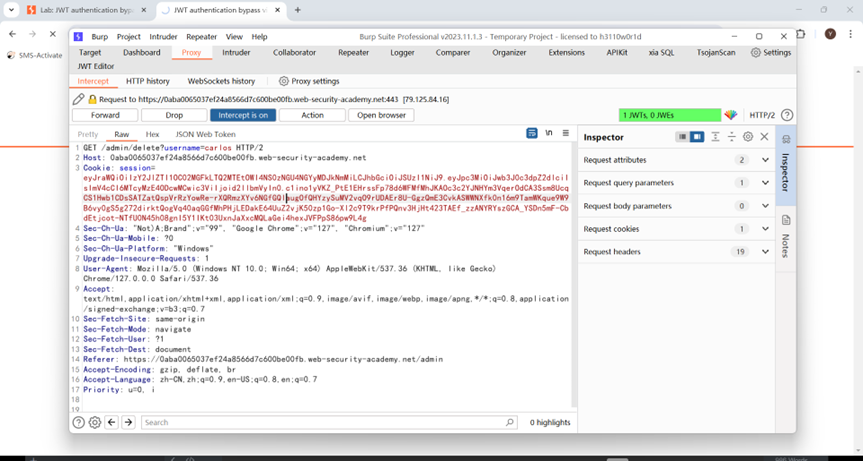 Lab: JWT authentication bypa
JWT authentication bypass v
SMS-Activate
Burp Project Intruder Repeater View Help
Burp Suite Professional v2023.11.1.3 - Temporary Project - licensed to h3110w0r1d
Target Dashboard Proxy Intruder Collaborator Repeater Logger Comparer Organizer Extensions APIKit xia SQL TsojanScan Settings
JWT Editor
Intercept HTTP history WebSockets history Proxy settings
Request to https://0aba0065037ef24a8566d7c600be00fb.web-security-academy.net:443 [79.125.84.16]
Forward Drop Intercept is on Action Open browser 1 JWTs, 0 JWEs HTTP/2
Pretty Raw Hex JSON Web Token
1 GET /admin/delete?username=carlos HTTP/2
2 Host: 0aba0065037ef24a8566d7c600be00fb.web-security-academy.net
3 Cookie: session=
4 Sec-Ch-Ua: "Not)A;Brand";v="99", "Google Chrome";v="127", "Chromium";v="127"
5 Sec-Ch-Ua-Mobile: ?0
6 Sec-Ch-Ua-Platform: "Windows"
7 Upgrade-Insecure-Requests: 1
8 User-Agent: Mozilla/5.0 (Windows NT 10.0; Win64; x64) AppleWebKit/537.36 (KHTML, like Gecko)
Chrome/127.0.0.0 Safari/537.36
9 Accept:
text/html,application/xhtml+xml,application/xml;q=0.9,image/avif,image/webp,image/apng,*/*;q=0.8,application
/signed-exchange;v=b3;q=0.7
10 Sec-Fetch-Site: same-origin
11 Sec-Fetch-Mode: navigate
12 Sec-Fetch-User: ?1
13 Sec-Fetch-Dest: document
14 Referer: https://0aba0065037ef24a8566d7c600be00fb.web-security-academy.net/admin
15 Accept-Encoding: gzip, deflate, br
16 Accept-Language: zh-CN,zh;q=0.9,en-US;q=0.8,en;q=0.7
17 Priority: u=0, i
18
19
Search
0 highlights
Inspector
Request attributes 2
Request query parameters 1
Request body parameters 0
Request cookies 1
Request headers 19
Inspector
Notes